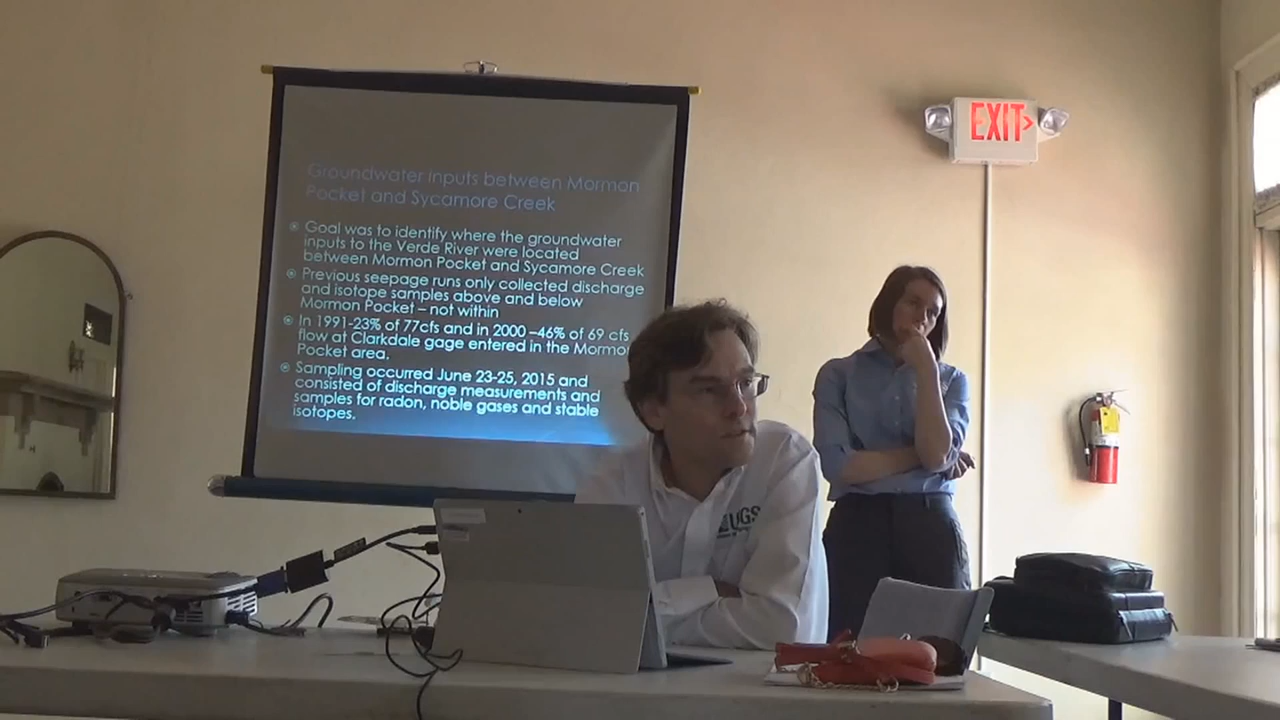 Groundwater inputs between Mormon
Pocket and Sycamore Creek
Goal was to identify where the groundwater
inputs to the Verde River were located
between Mormon Pocket and Sycamore Creek
Previous seepage runs only collected discharge
and isotope samples above and below
Mormon Pocket – not within
In 1991-23% of 77cfs and in 2000 –46% of 69 cfs
flow at Clarkdale gage entered in the Mormon
Pocket area.
Sampling occurred June 23-25, 2015 and
consisted of discharge measurements and
samples for radon, noble gases and stable
isotopes.
EXIT>
UGS